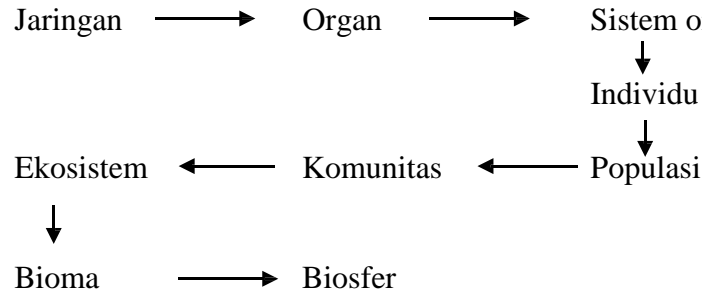 Jaringan Organ Sistem o
Individu
Ekosistem Komunitas Populasi
Bioma Biosfer